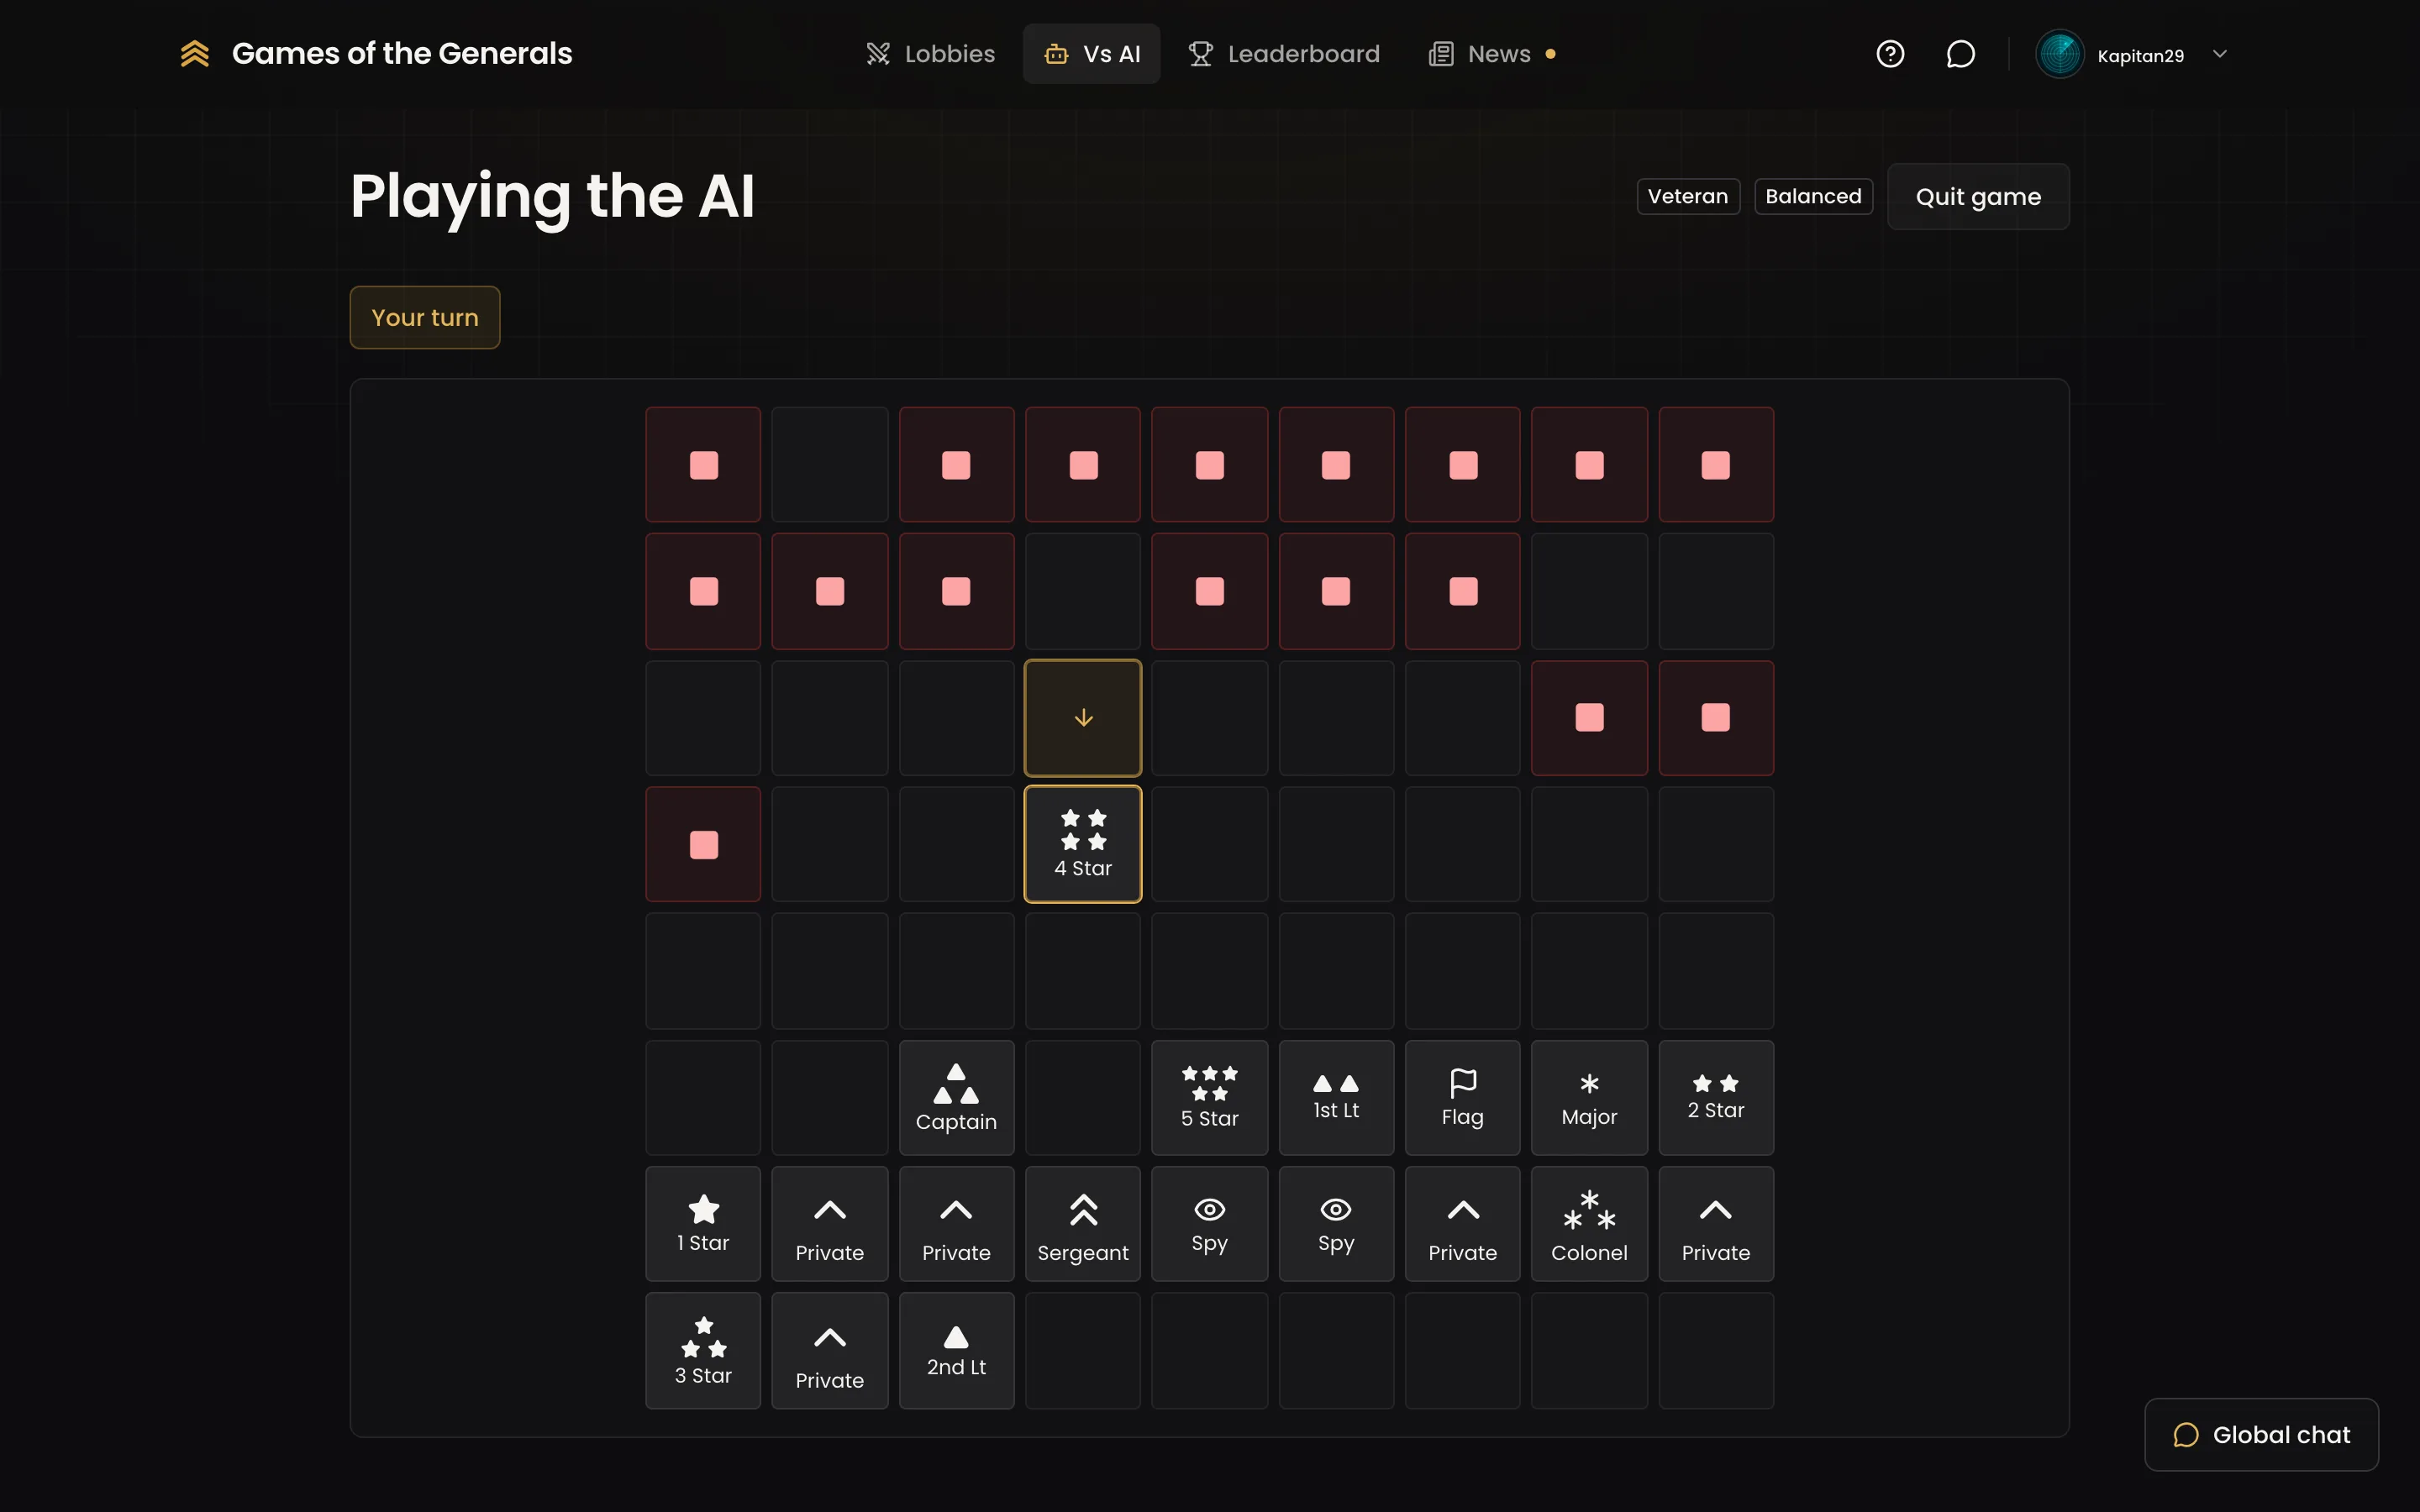 Games of the Generals
Lobbies
Vs AI
Leaderboard
News
Kapitan29
Playing the AI
Veteran
Balanced
Quit game
Your turn
4 Star
Captain
5 Star
1st Lt
Flag
Major
2 Star
1 Star
Private
Private
Sergeant
Spy
Spy
Private
Colonel
Private
3 Star
Private
2nd Lt
Global chat